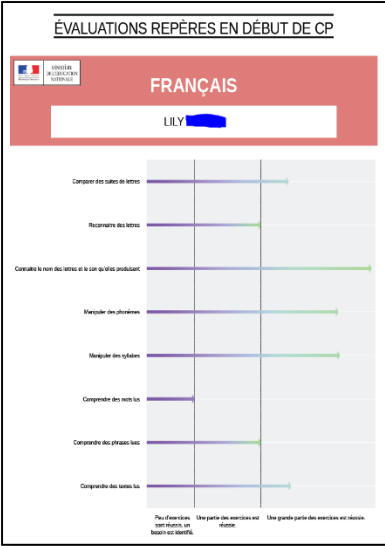 ÉVALUATIONS REPÈRES EN DÉBUT DE CP
MINISTÈRE
DE L'ÉDUCATION
NATIONALE
FRANÇAIS
LILY
Comparer des suites de lettres
Reconnaitre des lettres
Connaitre le nom des lettres et le son qu'elles produisent
Manipuler des phonèmes
Manipuler des syllabes
Comprendre des mots lus
Comprendre des phrases lues
Comprendre des textes lus
Peu d'exercices
sont réussis, un
besoin est identifié.
Une partie des exercices est
réussie.
Une grande partie des exercices est réussie.